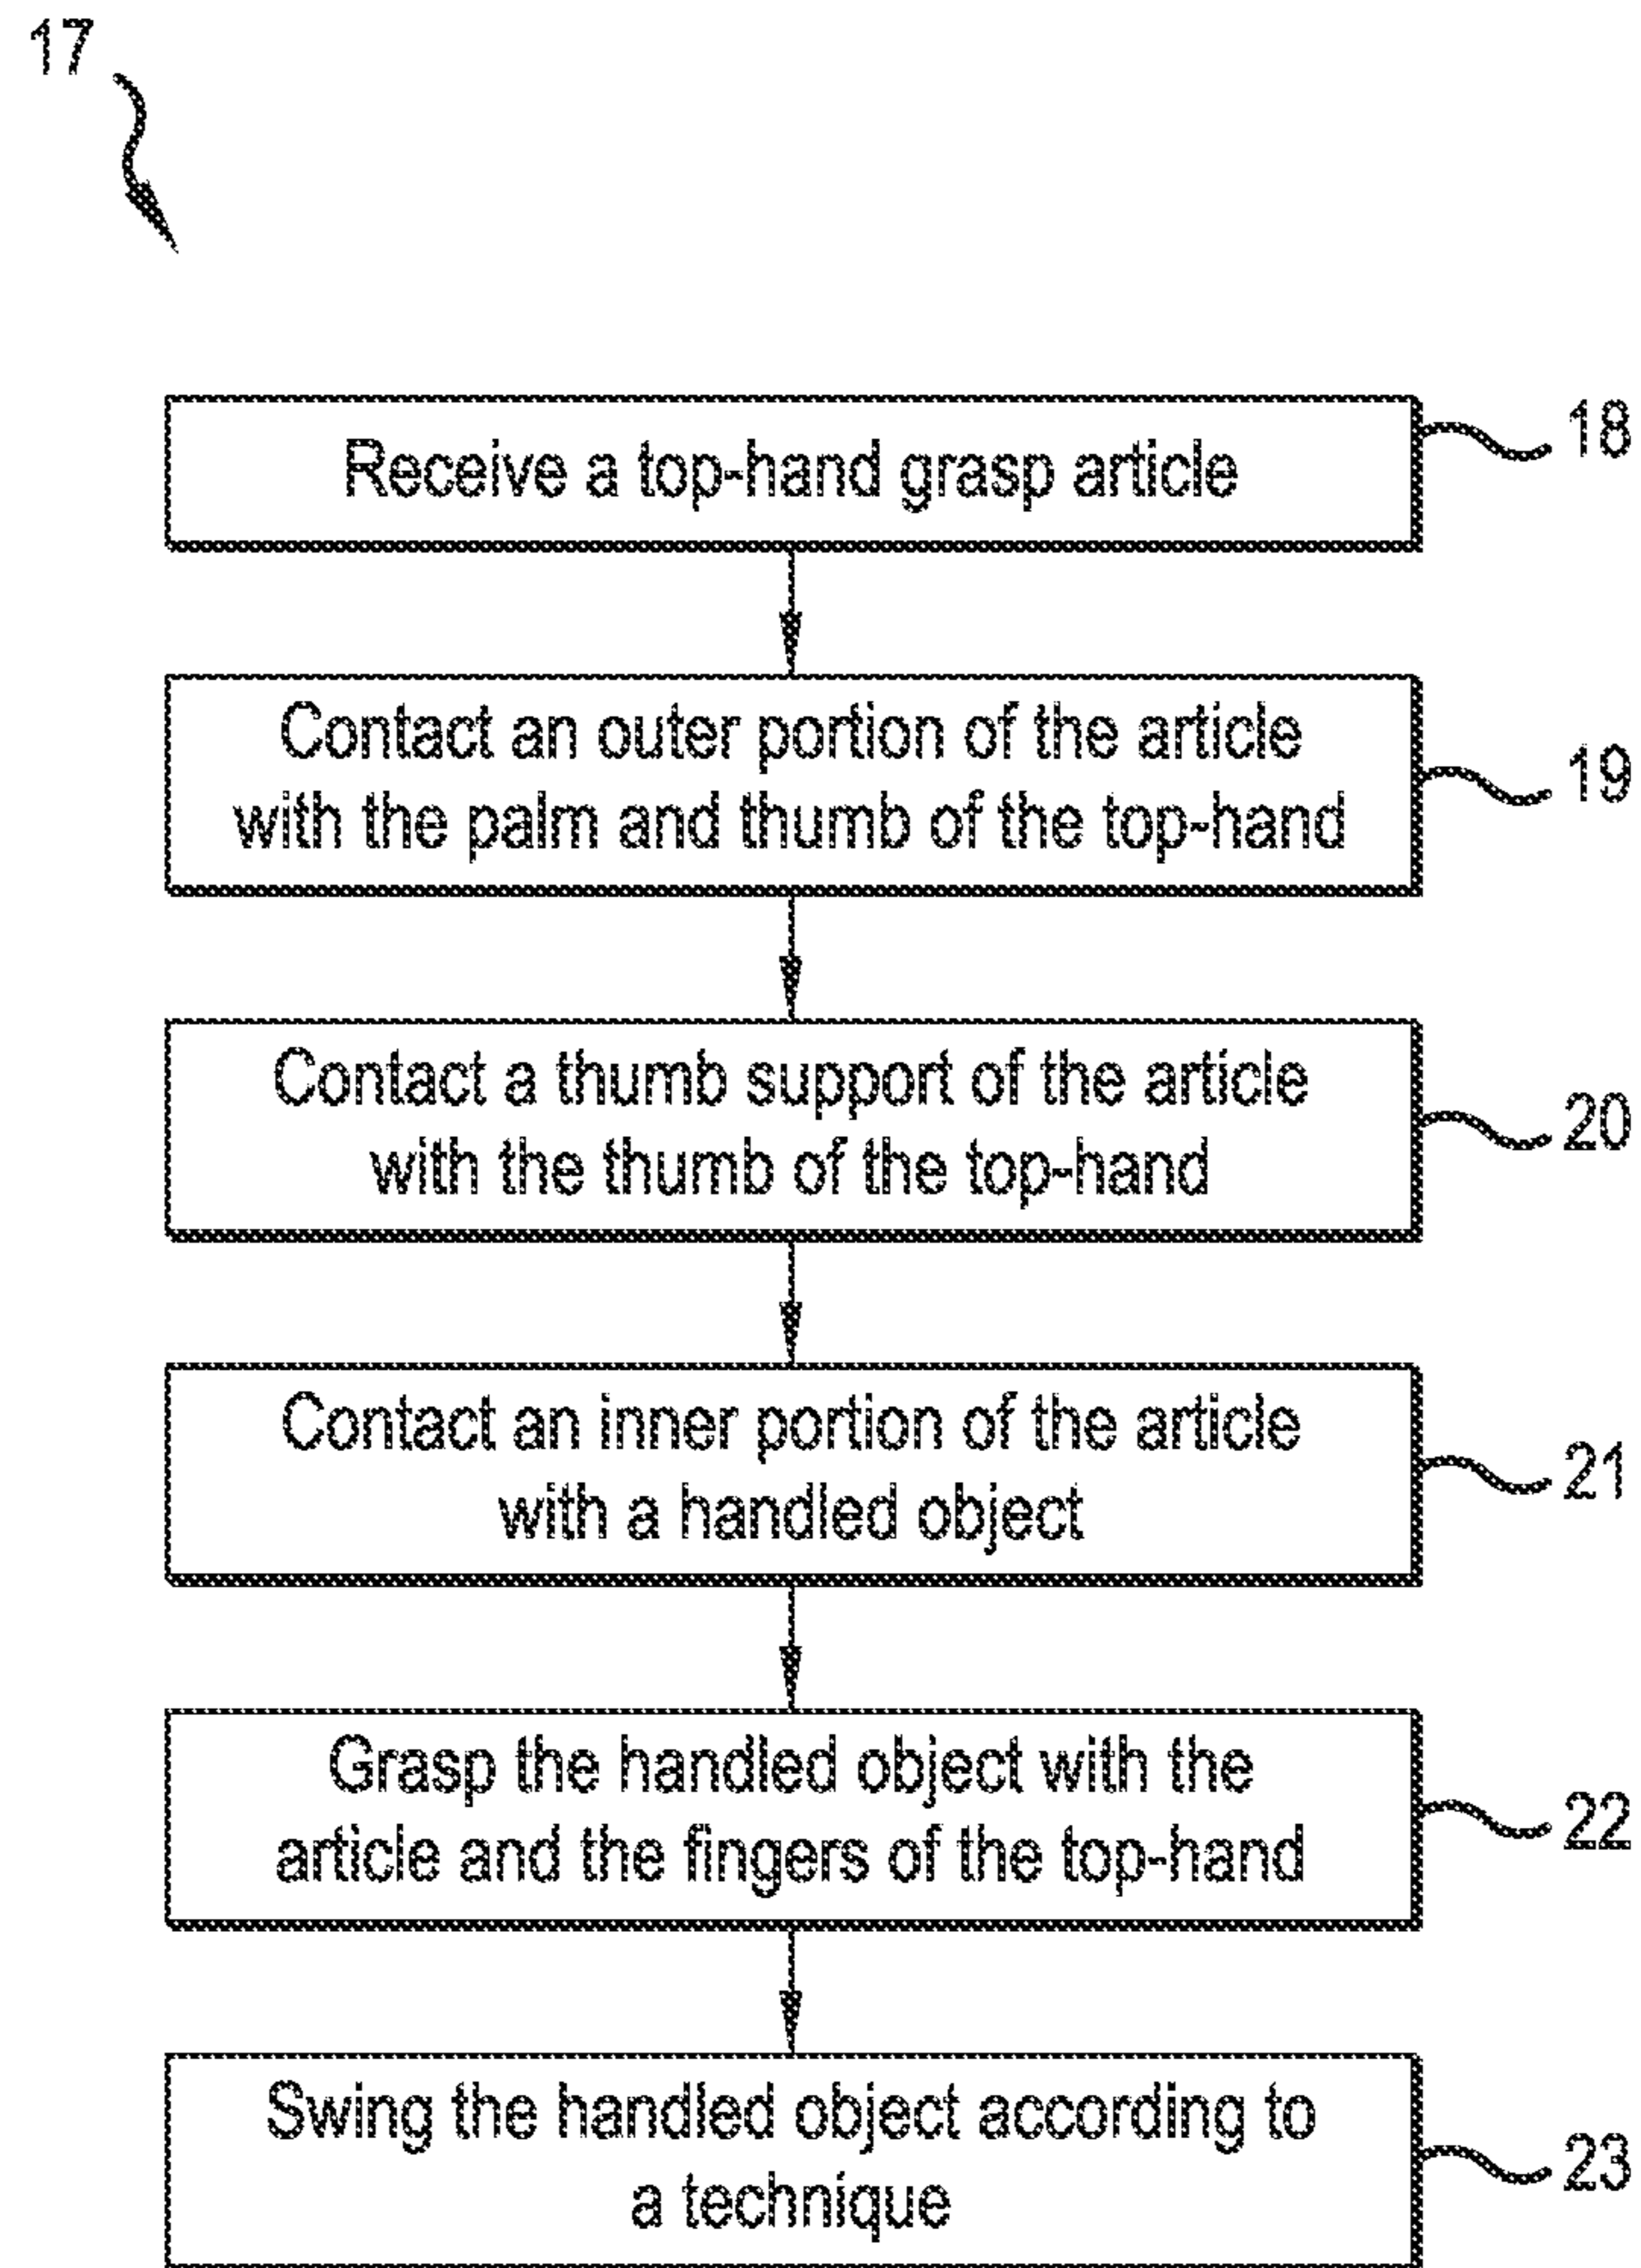 17
Receive a top-hand grasp article
18
Contact an outer portion of the article
with the palm and thumb of the top-hand
19
Contact a thumb support of the article
with the thumb of the top-hand
20
Contact an inner portion of the article
with a handled object
21
Grasp the handled object with the
article and the fingers of the top-hand
22
Swing the handled object according to
a technique
23